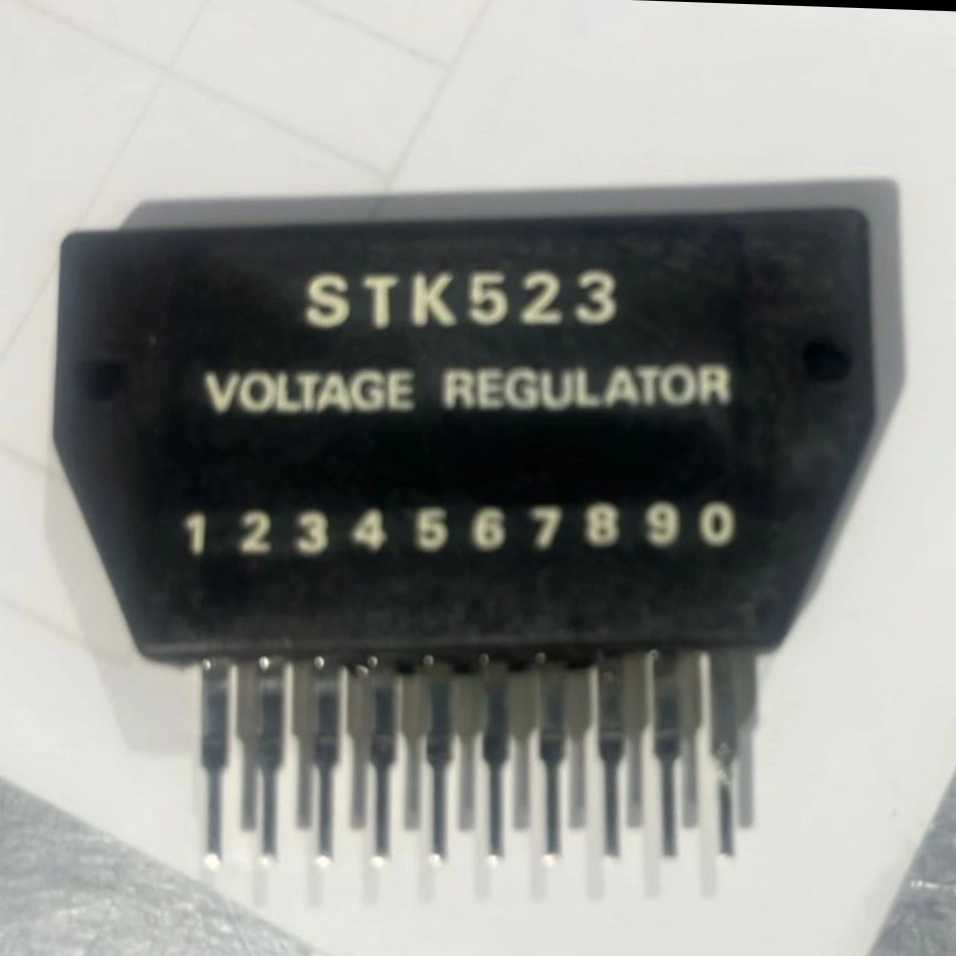 STK523
VOLTAGE REGULATOR
1 2 3 4 5 6 7 8 9 0